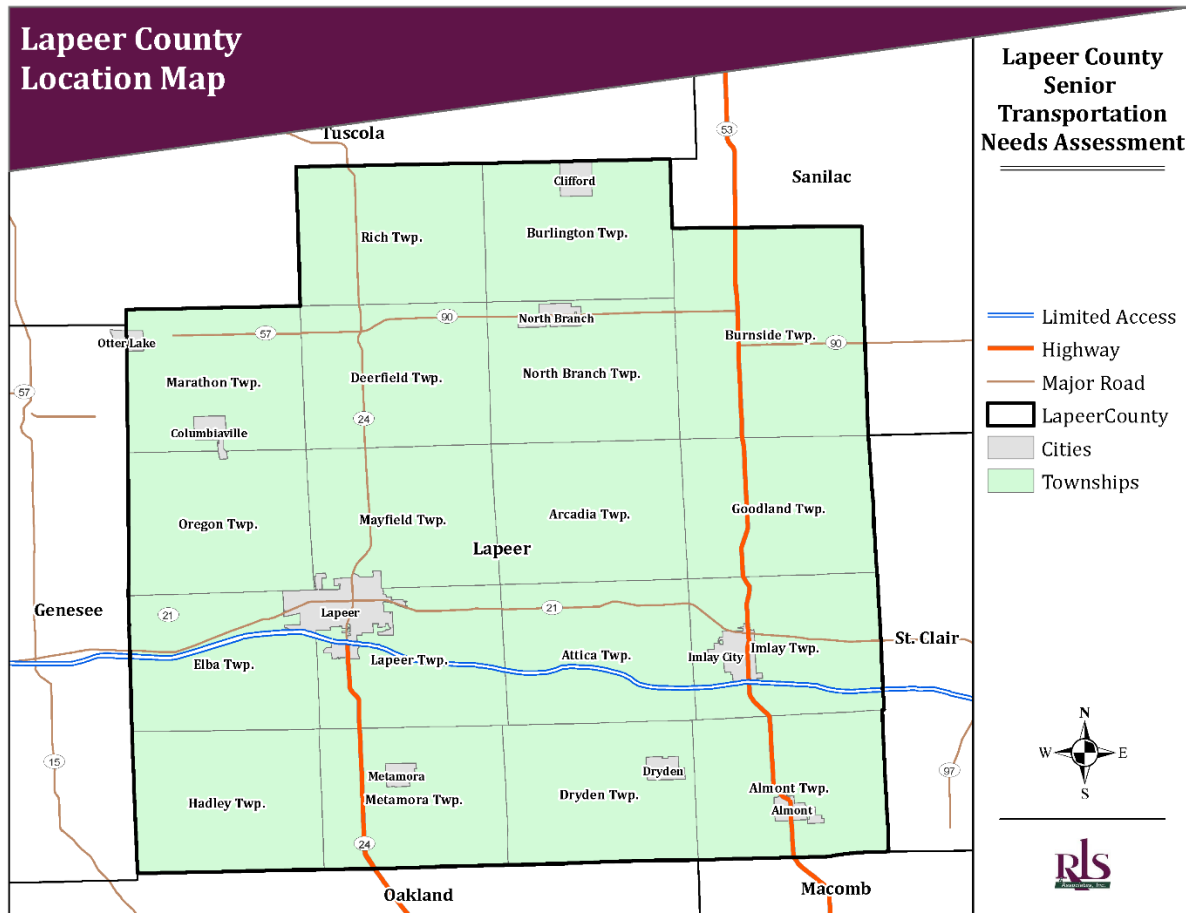 Lapeer County
Location Map
Lapeer County
Senior
Transportation
Needs Assessment
Tuscola
53
Sanilac
Clifford
Rich Twp.
Burlington Twp.
90
North Branch
57
Otter Lake
Burnside Twp.
90
Marathon Twp.
Deerfield Twp.
North Branch Twp.
57
24
Columbiaville
Oregon Twp.
Mayfield Twp.
Arcadia Twp.
Goodland Twp.
Lapeer
Genesee
21
Lapeer
21
St. Clair
Elba Twp.
Lapeer Twp.
Attica Twp.
Imlay City
Imlay Twp.
15
Metamora
Dryden
97
Hadley Twp.
Metamora Twp.
Dryden Twp.
Almont Twp.
Almont
24
Oakland
Macomb
Limited Access
Highway
Major Road
LapeerCounty
Cities
Townships
N
W
E
S
RLS
& Associates, Inc.